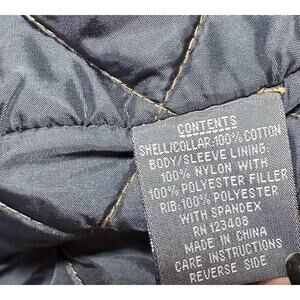 CONTENTS
SHELL/COLLAR-100% COTTON
BODY/SLEEVE LINING:
100% NYLON WITH
100% POLYESTER FILLER
RIB: 100% POLYESTER
WITH SPANDEX
RN 123408
MADE IN CHINA
CARE INSTRUCTIONS
REVERSE SIDE